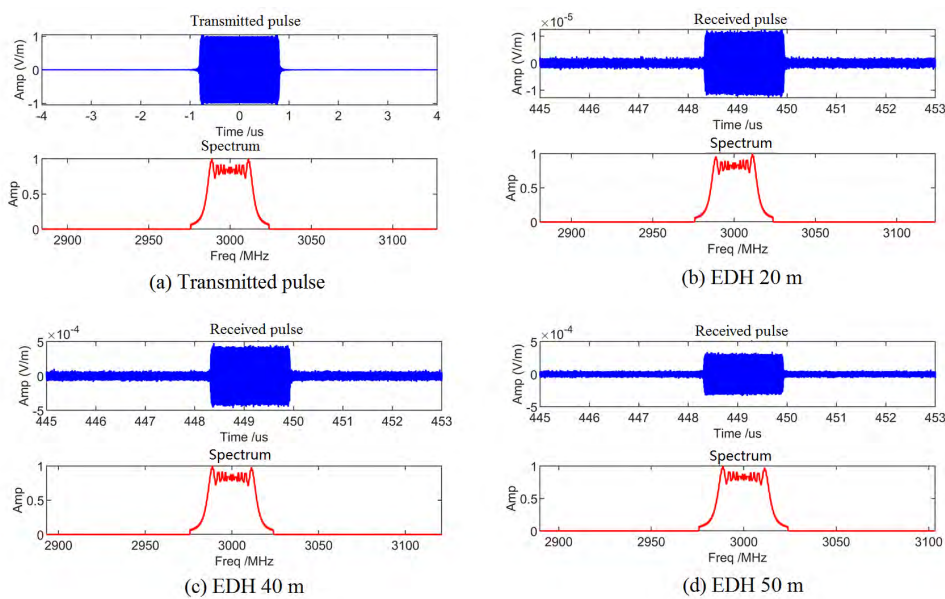 Transmitted pulse
Amp (V/m)
1
0
-1
-4 -3 -2 -1 0 1 2 3 4
Time /us
Spectrum
Amp
1
0.5
0
2900 2950 3000 3050 3100
Freq /MHz
(a) Transmitted pulse
Received pulse
×10⁻⁵
Amp (V/m)
1
0
-1
445 446 447 448 449 450 451 452 453
Time /us
Spectrum
Amp
1
0.5
0
2900 2950 3000 3050 3100
Freq /MHz
(b) EDH 20 m
Received pulse
×10⁻⁴
Amp (V/m)
5
0
-5
445 446 447 448 449 450 451 452 453
Time /us
Spectrum
Amp
1
0.5
0
2900 2950 3000 3050 3100
Freq /MHz
(c) EDH 40 m
Received pulse
×10⁻⁴
Amp (V/m)
5
0
-5
445 446 447 448 449 450 451 452 453
Time /us
Spectrum
Amp
1
0.5
0
2900 2950 3000 3050 3100
Freq /MHz
(d) EDH 50 m